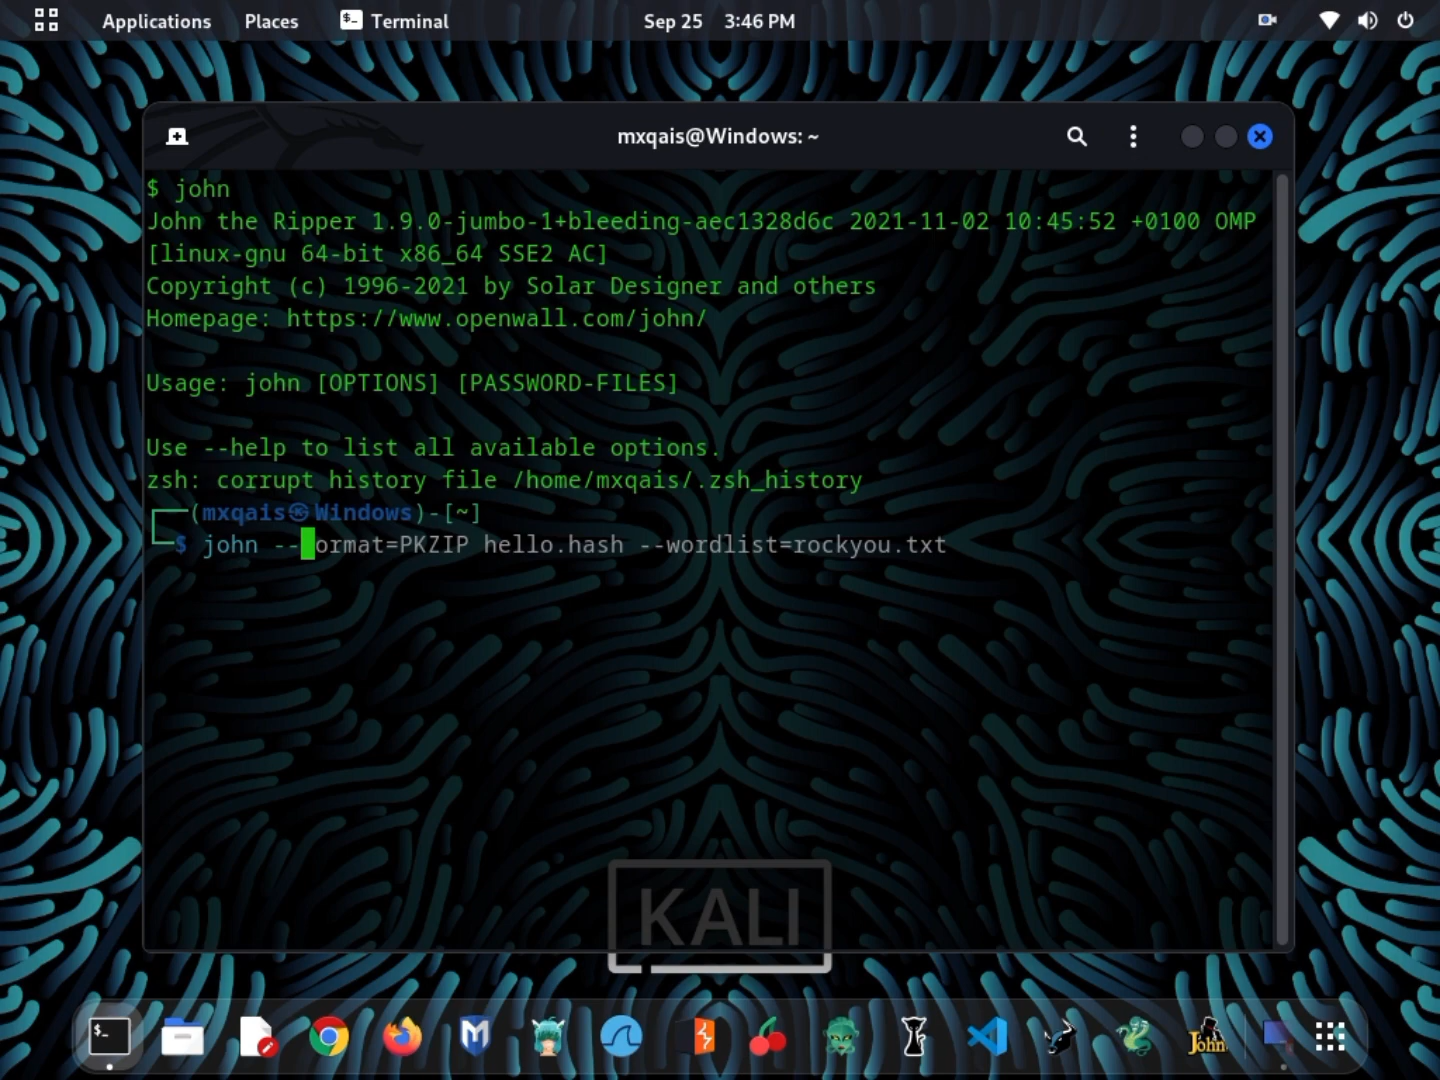 Applications Places Terminal Sep 25 3:46 PM
mxqais@Windows: ~
$ john
John the Ripper 1.9.0-jumbo-1+bleeding-aec1328d6c 2021-11-02 10:45:52 +0100 OMP
[linux-gnu 64-bit x86_64 SSE2 AC]
Copyright (c) 1996-2021 by Solar Designer and others
Homepage: https://www.openwall.com/john/
Usage: john [OPTIONS] [PASSWORD-FILES]
Use --help to list all available options.
zsh: corrupt history file /home/mxqais/.zsh_history
(mxqais㉿Windows)-[~]
$ john -- ormat=PKZIP hello.hash --wordlist=rockyou.txt
KALI
$_
John